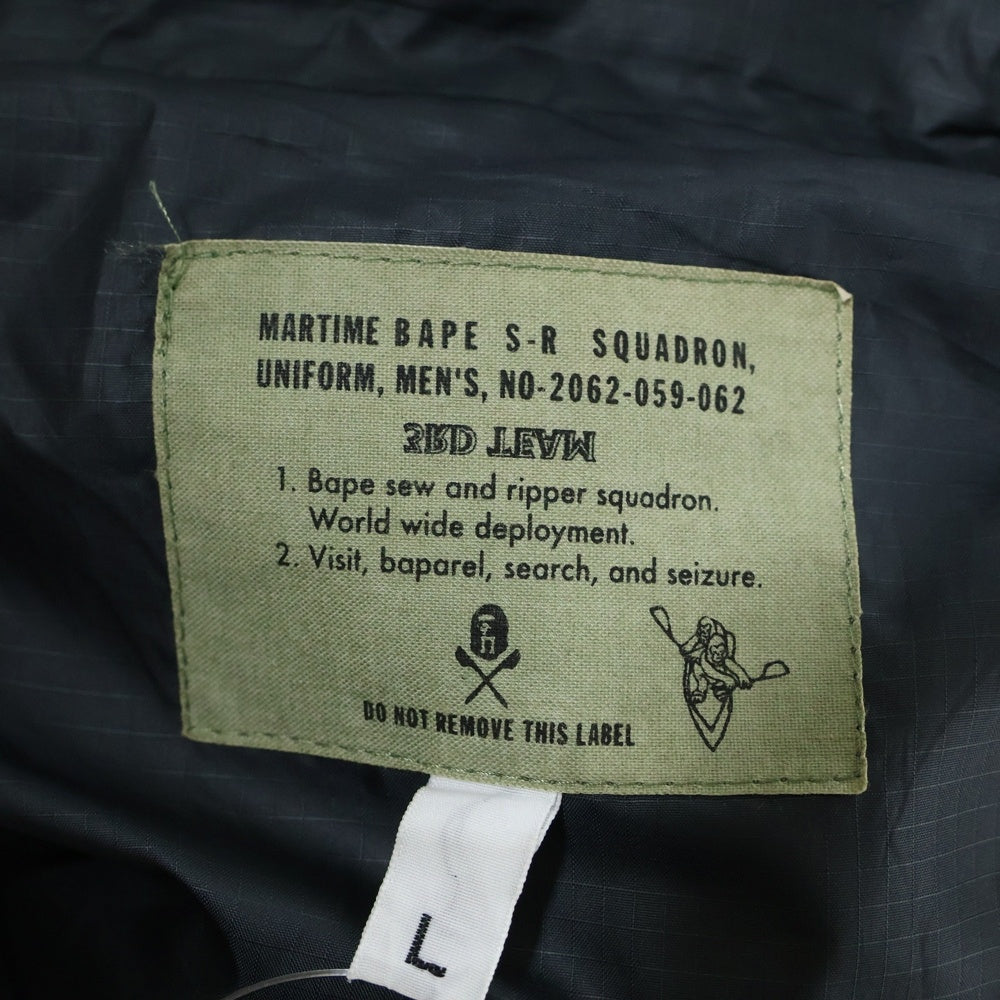 MARTIME BAPE S-R SQUADRON,
UNIFORM, MEN'S, NO-2062-059-062
3RD TEAM
1. Bape sew and ripper squadron.
World wide deployment.
2. Visit, baparel, search, and seizure.
DO NOT REMOVE THIS LABEL
L